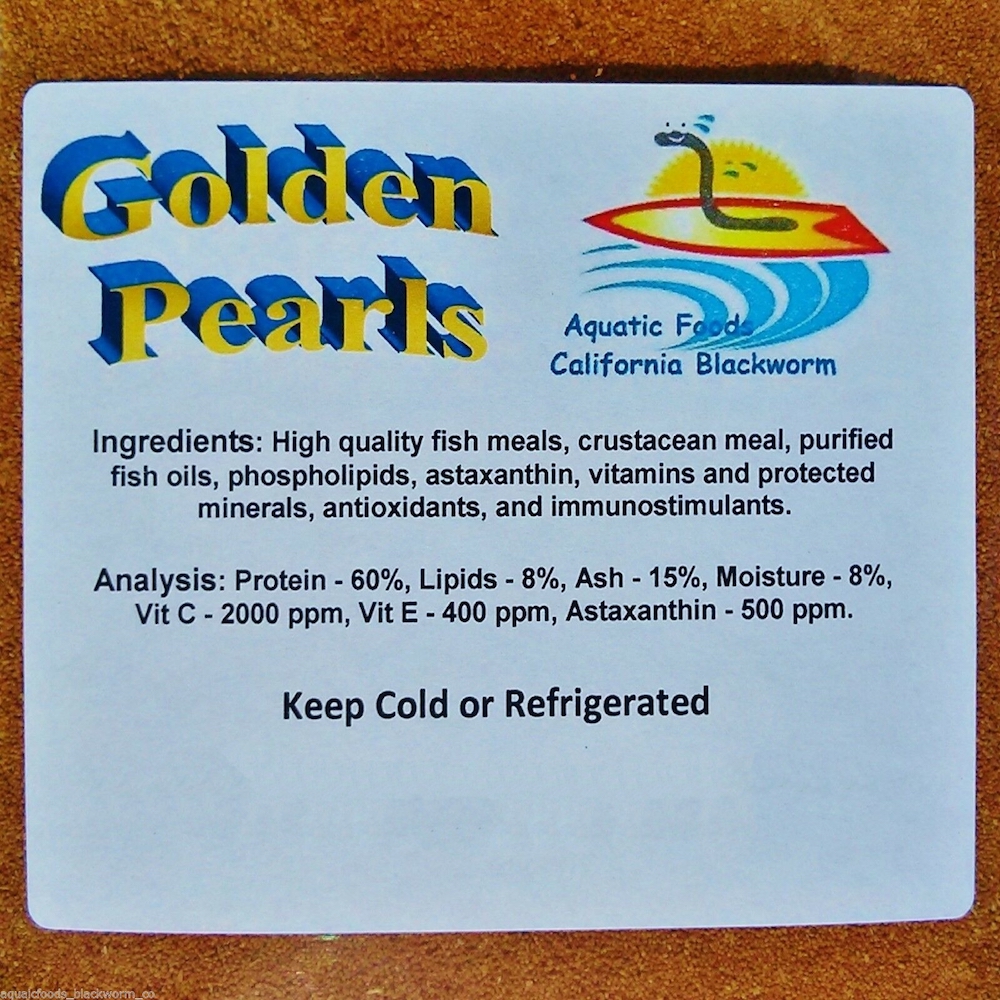 Golden
Pearls
Aquatic Foods
California Blackworm
Ingredients: High quality fish meals, crustacean meal, purified
fish oils, phospholipids, astaxanthin, vitamins and protected
minerals, antioxidants, and immunostimulants.
Analysis: Protein - 60%, Lipids - 8%, Ash - 15%, Moisture - 8%,
Vit C - 2000 ppm, Vit E - 400 ppm, Astaxanthin - 500 ppm.
Keep Cold or Refrigerated
aquaicfoods_blackworm_co